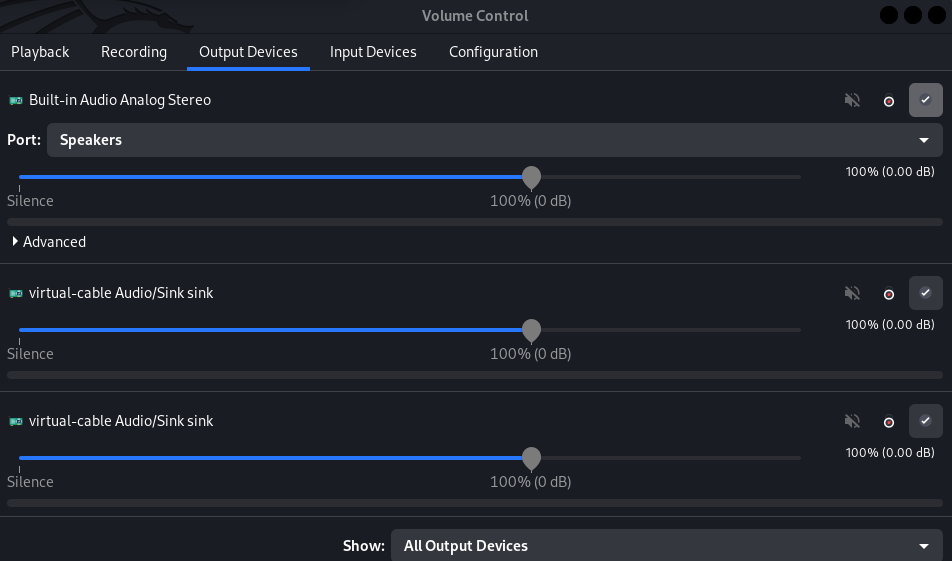 Volume Control
Playback Recording Output Devices Input Devices Configuration
Built-in Audio Analog Stereo
Port: Speakers
100% (0.00 dB)
Silence 100% (0 dB)
Advanced
virtual-cable Audio/Sink sink
100% (0.00 dB)
Silence 100% (0 dB)
virtual-cable Audio/Sink sink
100% (0.00 dB)
Silence 100% (0 dB)
Show: All Output Devices